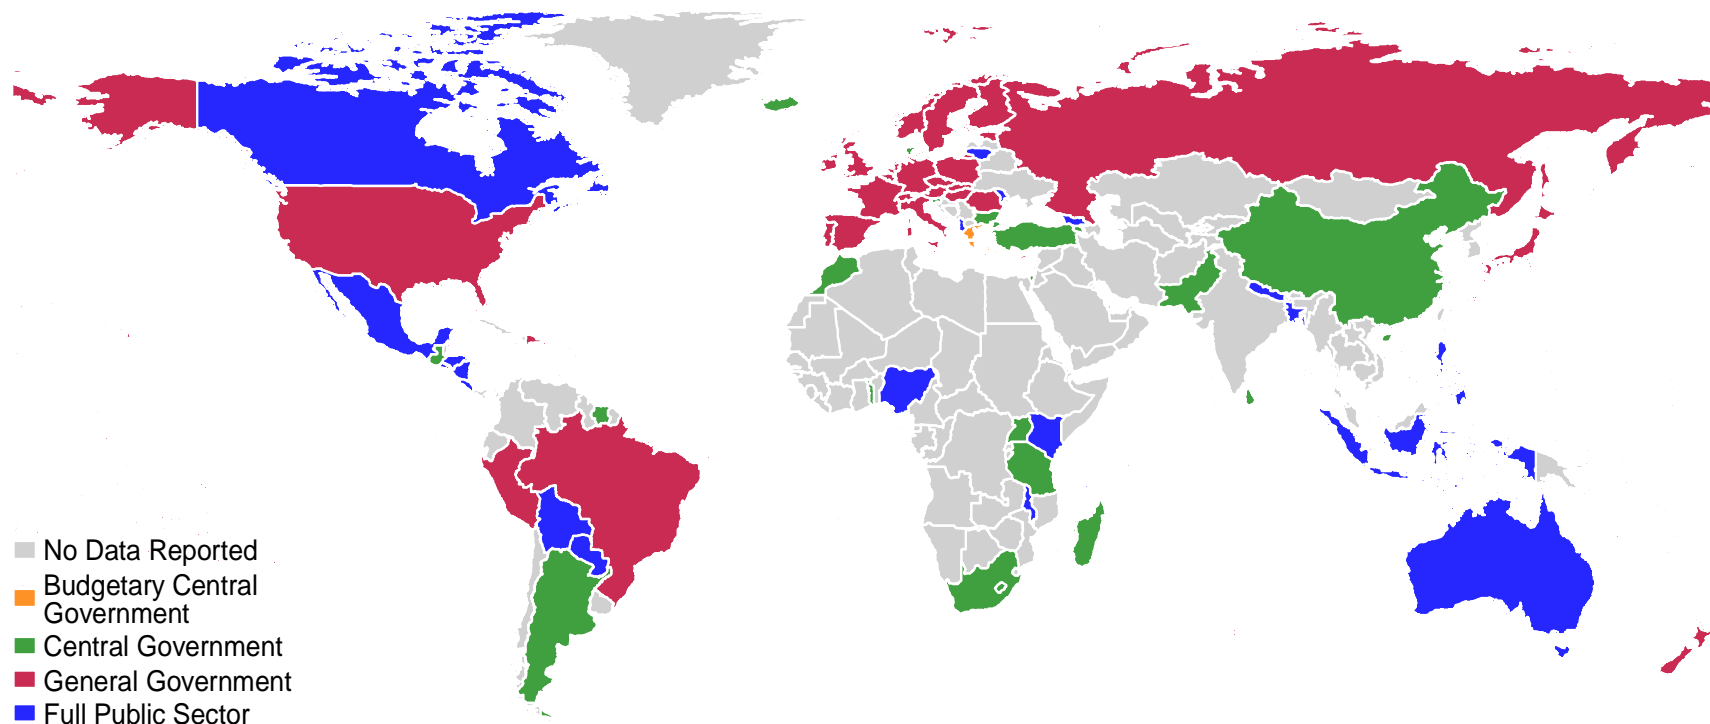 No Data Reported
Budgetary Central
Government
Central Government
General Government
Full Public Sector